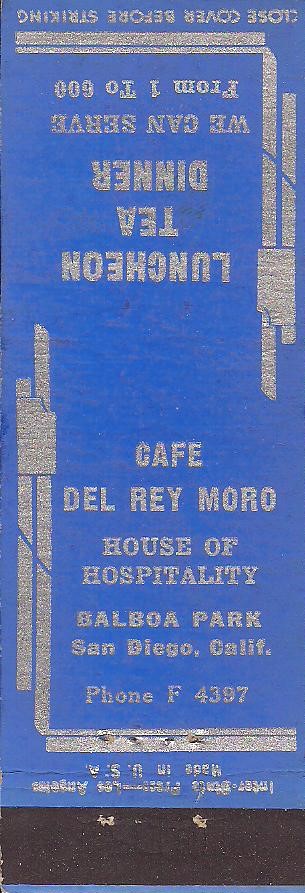 CLOSE COVER BEFORE STRIKING
LUNCHEON
TEA
DINNER
WE CAN SERVE
From 1 To 600
CAFE
DEL REY MORO
HOUSE OF
HOSPITALITY
BALBOA PARK
San Diego, Calif.
Phone F 4397
Inter-State Press—Los Angeles
Made in U. S. A.